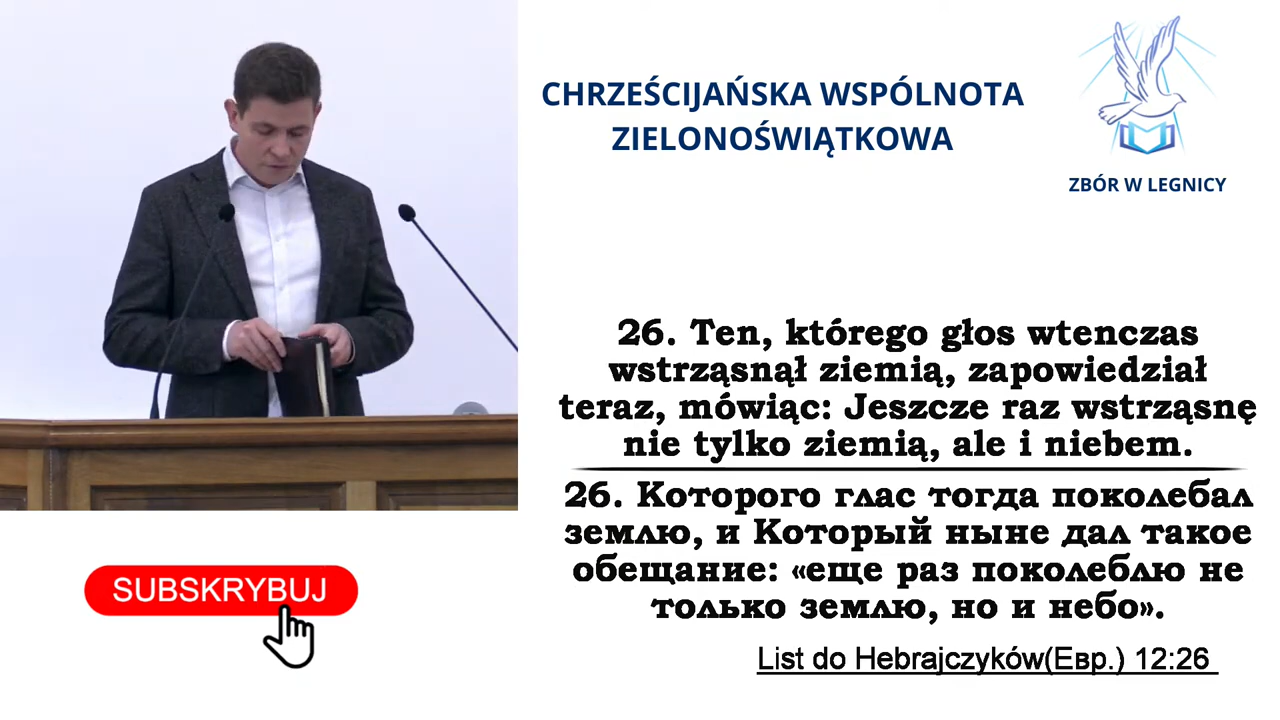 CHRZEŚCIJAŃSKA WSPÓLNOTA
ZIELONOŚWIĄTKOWA
ZBÓR W LEGNICY
26. Ten, którego głos wtenczas
wstrząsnął ziemią, zapowiedział
teraz, mówiąc: Jeszcze raz wstrząsnę
nie tylko ziemią, ale i niebem.
26. Которого глас тогда поколебал
землю, и Который ныне дал такое
обещание: «еще раз поколеблю не
только землю, но и небо».
List do Hebrajczyków(Евр.) 12:26
SUBSKRYBUJ